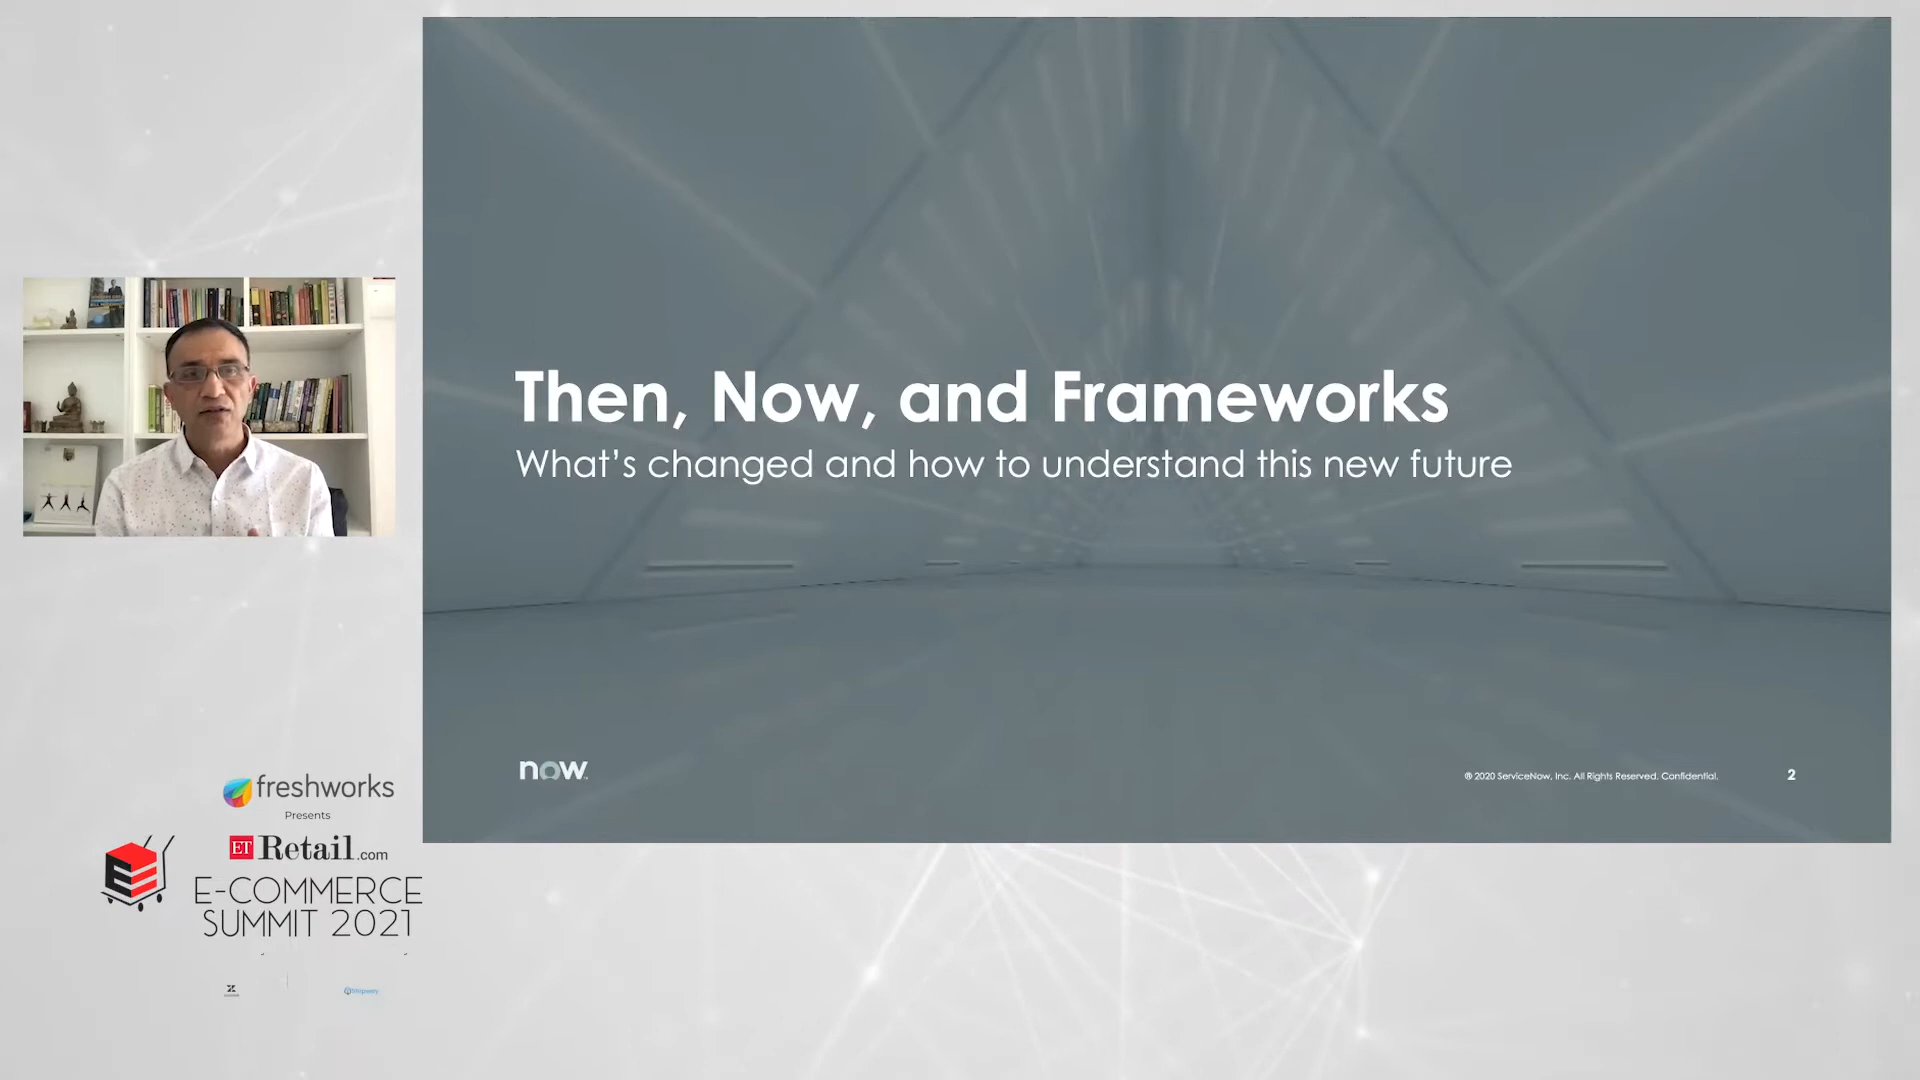 Then, Now, and Frameworks
What's changed and how to understand this new future
now
© 2020 ServiceNow, Inc. All Rights Reserved. Confidential.
2
freshworks
Presents
ET Retail.com
E-COMMERCE
SUMMIT 2021